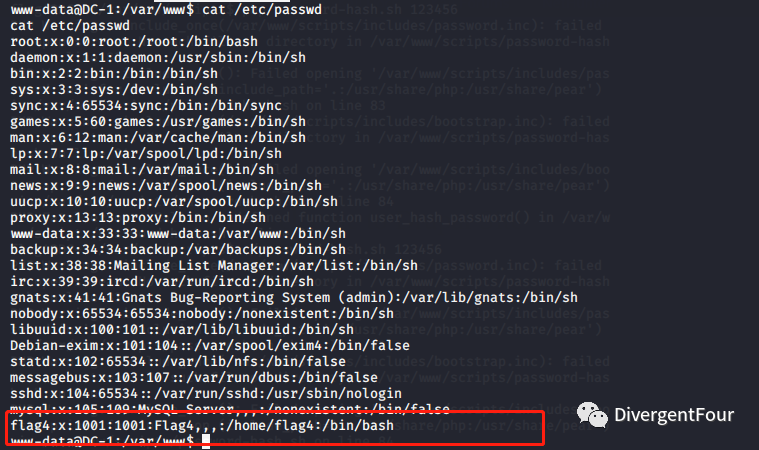 www-data@DC-1:/var/www$ cat /etc/passwd
cat /etc/passwd
root:x:0:0:root:/root:/bin/bash
daemon:x:1:1:daemon:/usr/sbin:/bin/sh
bin:x:2:2:bin:/bin:/bin/sh
sys:x:3:3:sys:/dev:/bin/sh
sync:x:4:65534:sync:/bin:/bin/sync
games:x:5:60:games:/usr/games:/bin/sh
man:x:6:12:man:/var/cache/man:/bin/sh
lp:x:7:7:lp:/var/spool/lpd:/bin/sh
mail:x:8:8:mail:/var/mail:/bin/sh
news:x:9:9:news:/var/spool/news:/bin/sh
uucp:x:10:10:uucp:/var/spool/uucp:/bin/sh
proxy:x:13:13:proxy:/bin:/bin/sh
www-data:x:33:33:www-data:/var/www:/bin/sh
backup:x:34:34:backup:/var/backups:/bin/sh
list:x:38:38:Mailing List Manager:/var/list:/bin/sh
irc:x:39:39:ircd:/var/run/ircd:/bin/sh
gnats:x:41:41:Gnats Bug-Reporting System (admin):/var/lib/gnats:/bin/sh
nobody:x:65534:65534:nobody:/nonexistent:/bin/sh
libuuid:x:100:101::/var/lib/libuuid:/bin/sh
Debian-exim:x:101:104::/var/spool/exim4:/bin/false
statd:x:102:65534::/var/lib/nfs:/bin/false
messagebus:x:103:107::/var/run/dbus:/bin/false
sshd:x:104:65534::/var/run/sshd:/usr/sbin/nologin
mysql:x:105:109:MySQL Server,,,:/nonexistent:/bin/false
flag4:x:1001:1001:Flag4,,,:/home/flag4:/bin/bash
www-data@DC-1:/var/www$
DivergentFour